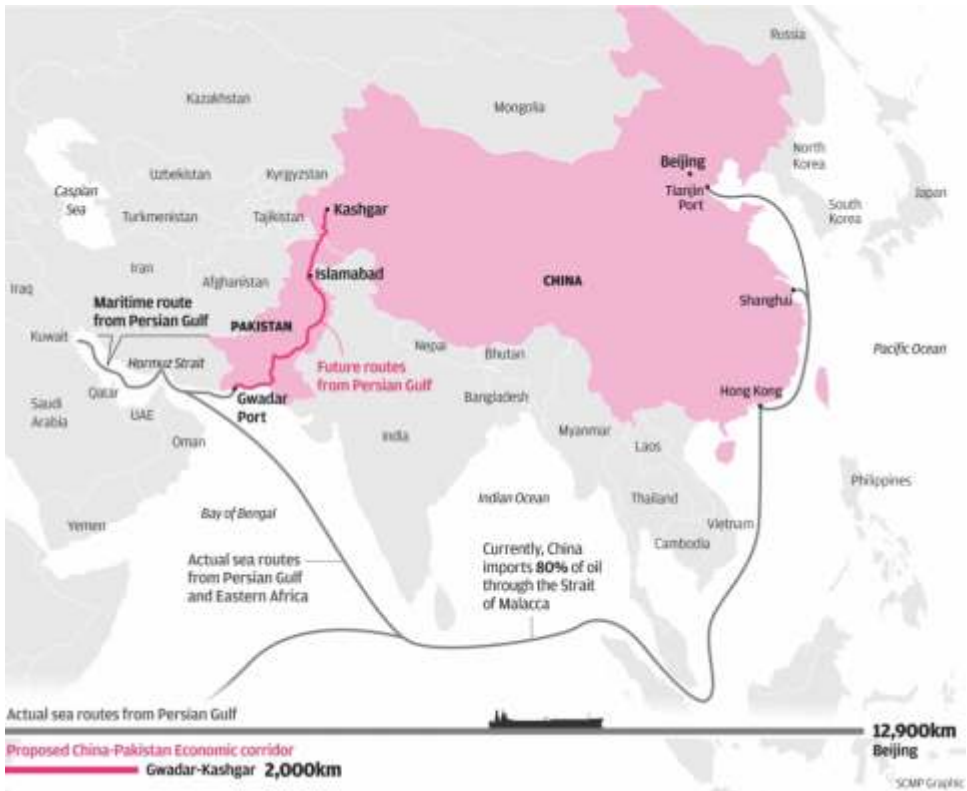 Russia
Kazakhstan
Mongolia
North
Korea
Beijing
Uzbekistan
Kyrgyzstan
Caspian
Sea
Tianjin
Port
Japan
South
Korea
Turkmenistan
Tajikistan
Kashgar
Iran
Afghanistan
Islamabad
CHINA
Iraq
Shanghai
Maritime route
from Persian Gulf
PAKISTAN
Kuwait
Nepal
Bhutan
Pacific Ocean
Hormuz Strait
Future routes
from Persian Gulf
Qatar
Gwadar
Port
Bangladesh
Hong Kong
Saudi
Arabia
UAE
Oman
India
Myanmar
Laos
Philippines
Indian Ocean
Thailand
Bay of Bengal
Yemen
Vietnam
Cambodia
Actual sea routes
from Persian Gulf
and Eastern Africa
Currently, China
imports 80% of oil
through the Strait
of Malacca
Actual sea routes from Persian Gulf
12,900km
Beijing
Proposed China-Pakistan Economic corridor
Gwadar-Kashgar 2,000km
SCMP Graphic